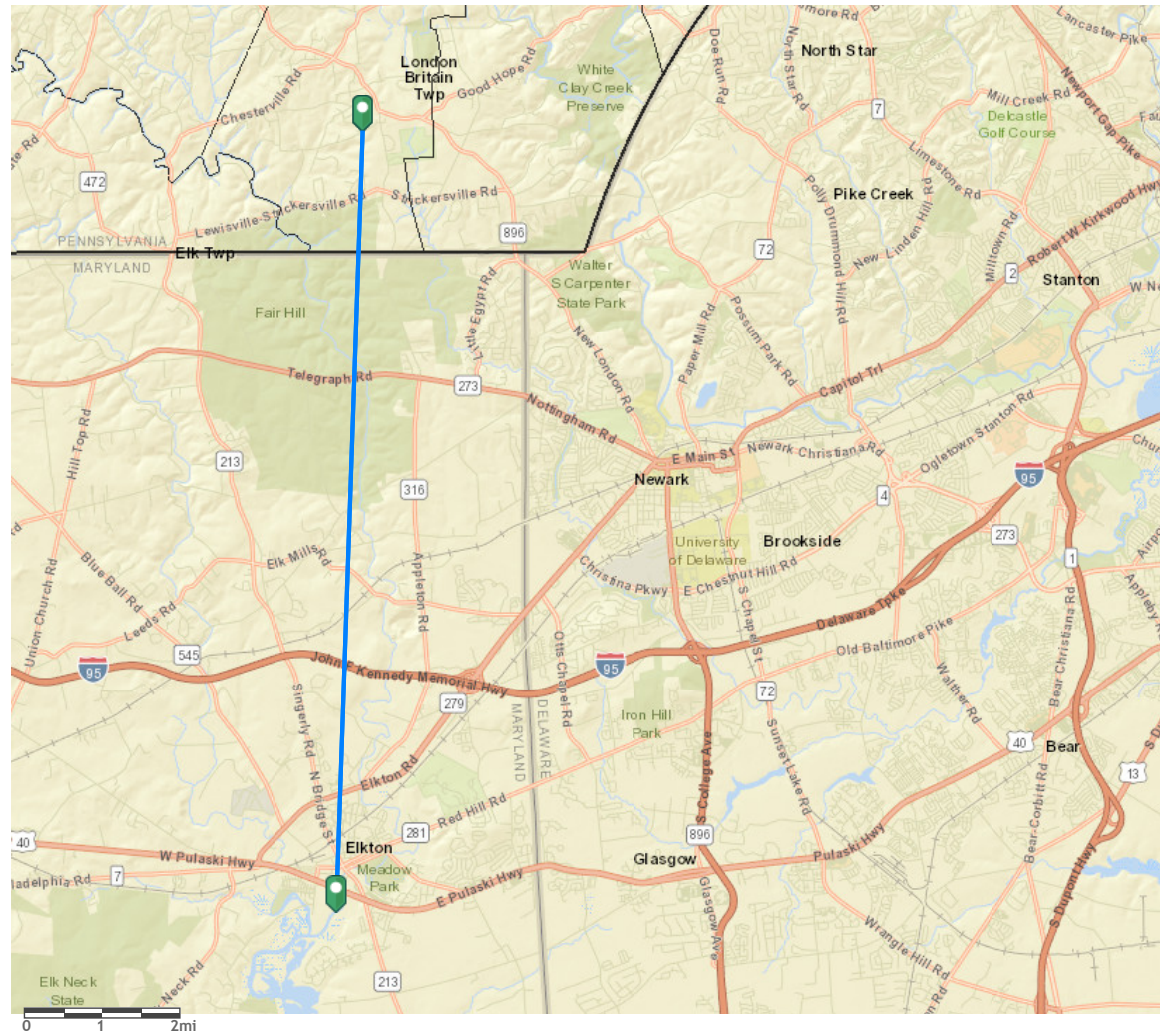 Lancaster Pike
North Star
London
Britain
Twp
Good Hope Rd
White
Clay Creek
Preserve
Doe Run Rd
North Star Rd
Newport Gap Pike
Chesterville Rd
Mill Creek Rd
7
Delcastle
Golf Course
Limestone Rd
472
Polly Drummond Hill Rd
Pike Creek
Strickersville Rd
Lewisville-Strickersville Rd
896
New Linden Hill Rd
Milltown Rd
Robert W Kirkwood Hwy
PENNSYLVANIA
Elk Twp
MARYLAND
72
2
Stanton
Walter
S Carpenter
State Park
Little Egypt Rd
Fair Hill
Paper Mill Rd
Possum Park Rd
New London Rd
Telegraph Rd
273
Capitol Trl
Nottingham Rd
Ogletown Stanton Rd
Hill Top Rd
213
E Main St
Newark Christiana Rd
Newark
316
4
95
University
of Delaware
Brookside
273
Elk Mills Rd
Blue Ball Rd
Appleton Rd
Christina Pkwy
E Chestnut Hill Rd
1
Union Church Rd
Leeds Rd
S Chapel St
Delaware Tpke
Bear Christiana Rd
Otts Chapel Rd
Old Baltimore Pike
545
95
John F Kennedy Memorial Hwy
95
279
MARYLAND
DELAWARE
72
Walther Rd
Singerly Rd
Iron Hill
Park
Sunset Lake Rd
40
Bear
13
N Bridge St
Elkton Rd
S College Ave
Bear-Corbitt Rd
281
Red Hill Rd
896
40
Elkton
W Pulaski Hwy
Glasgow
Pulaski Hwy
7
Meadow
Park
E Pulaski Hwy
Glasgow Ave
S Dupont Hwy
Wrangle Hill Rd
213
Elk Neck
State
Neck Rd
0 1 2mi